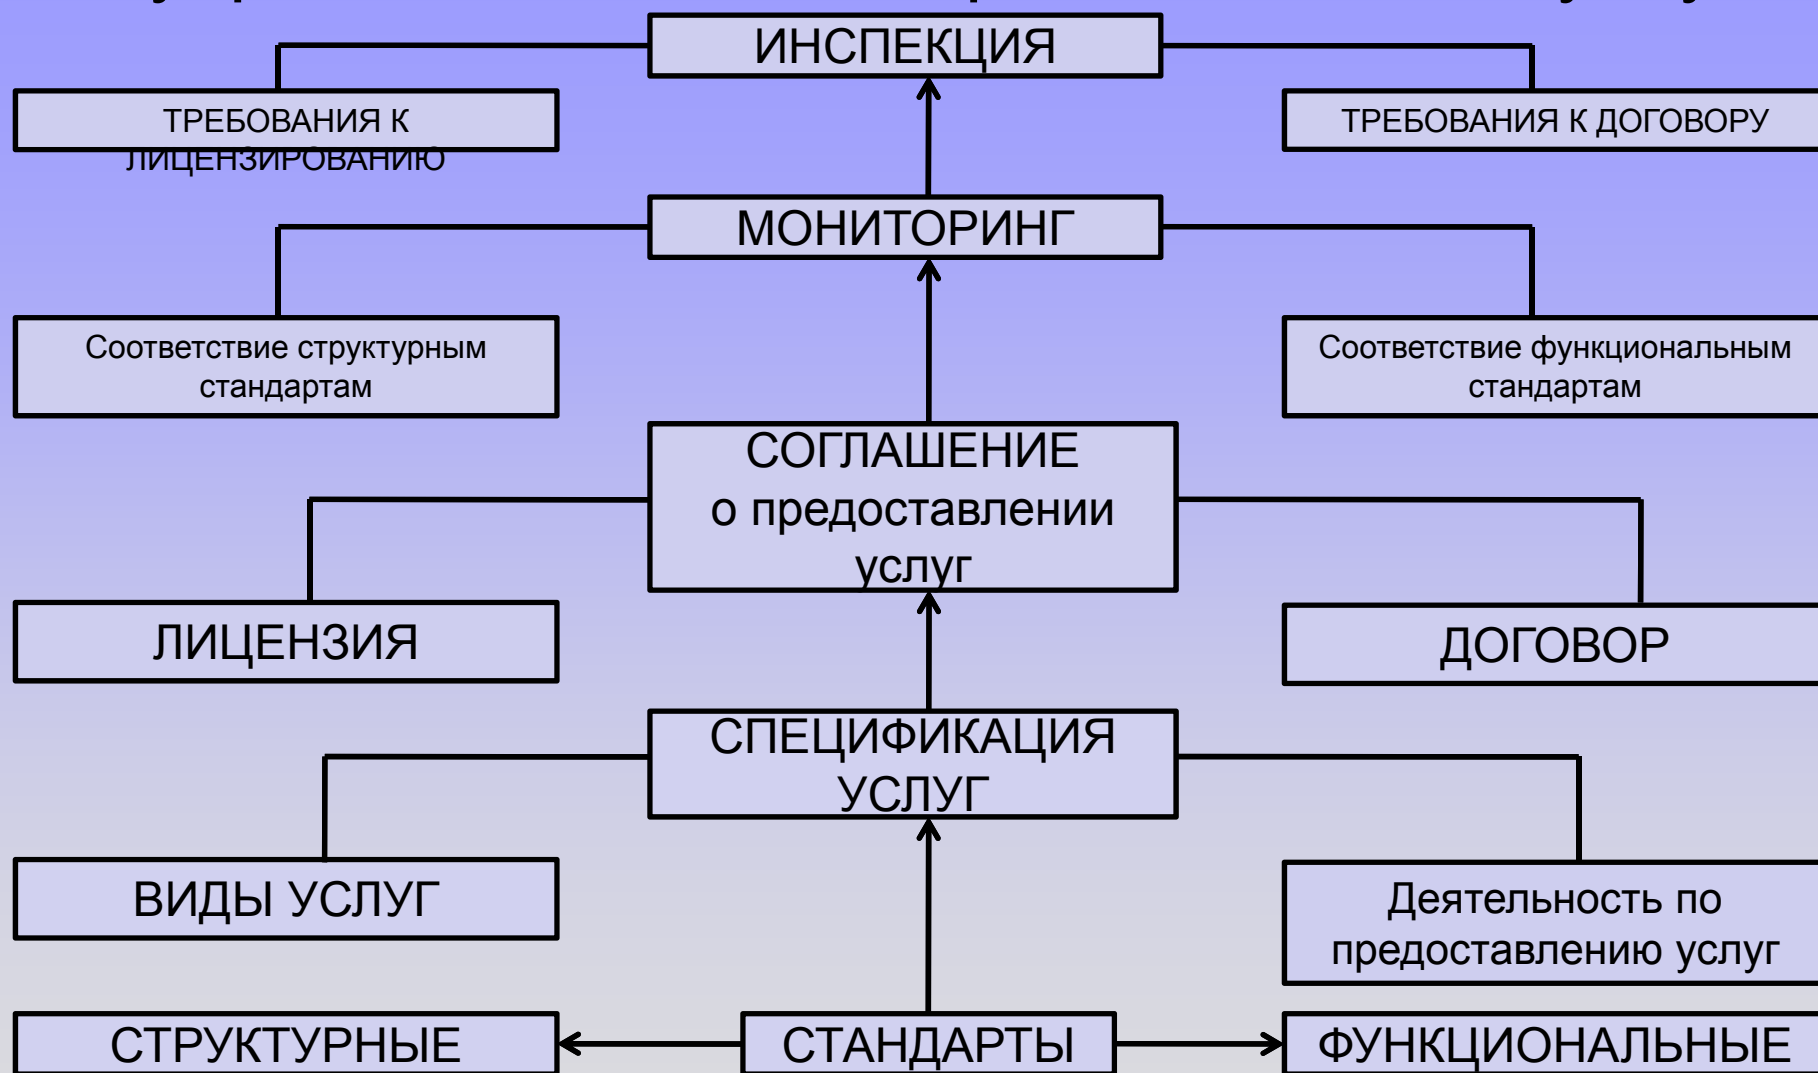 ИНСПЕКЦИЯ
ТРЕБОВАНИЯ К
ЛИЦЕНЗИРОВАНИЮ
ТРЕБОВАНИЯ К ДОГОВОРУ
МОНИТОРИНГ
Соответствие структурным
стандартам
Соответствие функциональным
стандартам
СОГЛАШЕНИЕ
о предоставлении
услуг
ЛИЦЕНЗИЯ
ДОГОВОР
СПЕЦИФИКАЦИЯ
УСЛУГ
ВИДЫ УСЛУГ
Деятельность по
предоставлению услуг
СТРУКТУРНЫЕ
СТАНДАРТЫ
ФУНКЦИОНАЛЬНЫЕ